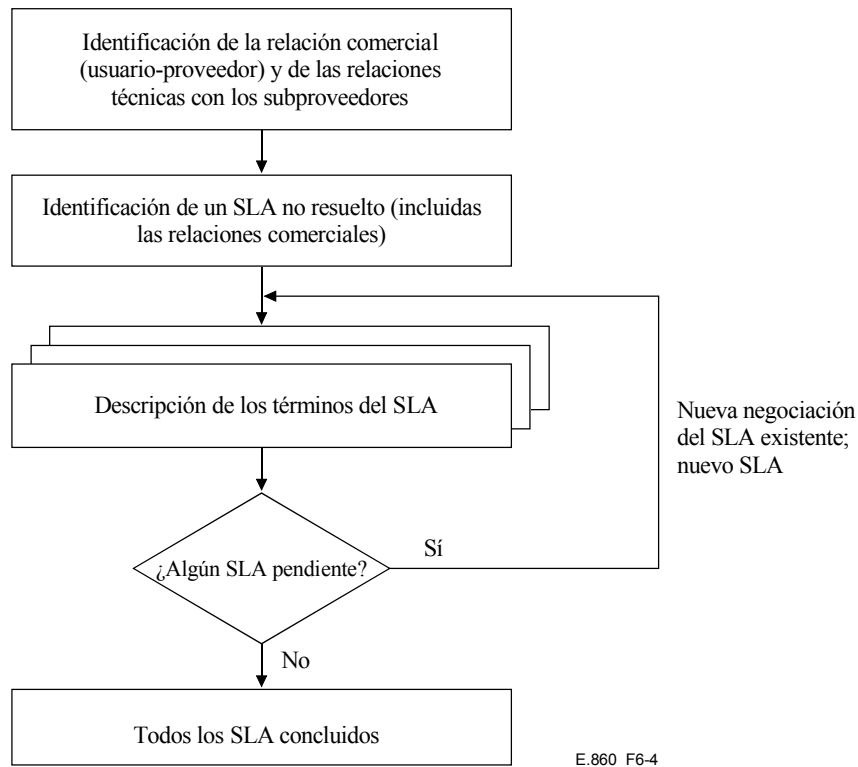 Identificación de la relación comercial
(usuario-proveedor) y de las relaciones
técnicas con los subproveedores
Identificación de un SLA no resuelto (incluidas
las relaciones comerciales)
Descripción de los términos del SLA
Nueva negociación
del SLA existente;
nuevo SLA
¿Algún SLA pendiente?
Sí
No
Todos los SLA concluidos
E.860_F6-4